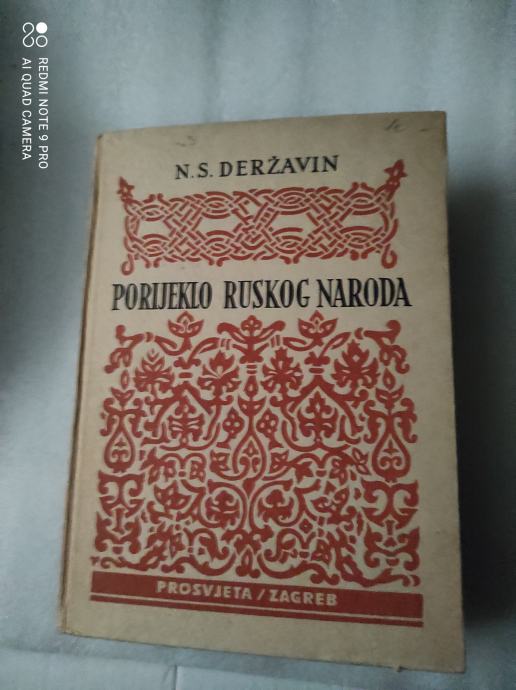 N. S. DERŽAVIN
PORIJEKLO RUSKOG NARODA
PROSVJETA / ZAGREB
REDMI NOTE 9 PRO
AI QUAD CAMERA